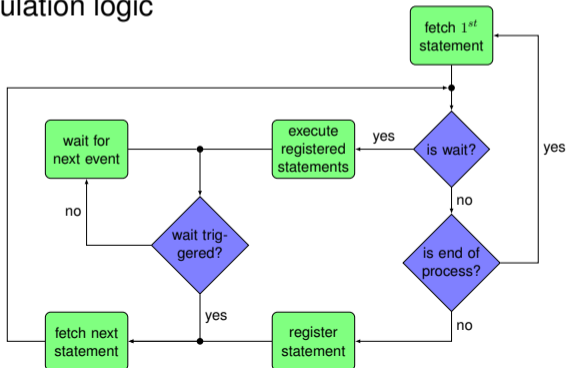 ulation logic
fetch 1st
statement
wait for
next event
execute
registered
statements
yes
is wait?
yes
no
no
wait trig-
gered?
is end of
process?
yes
no
fetch next
statement
register
statement